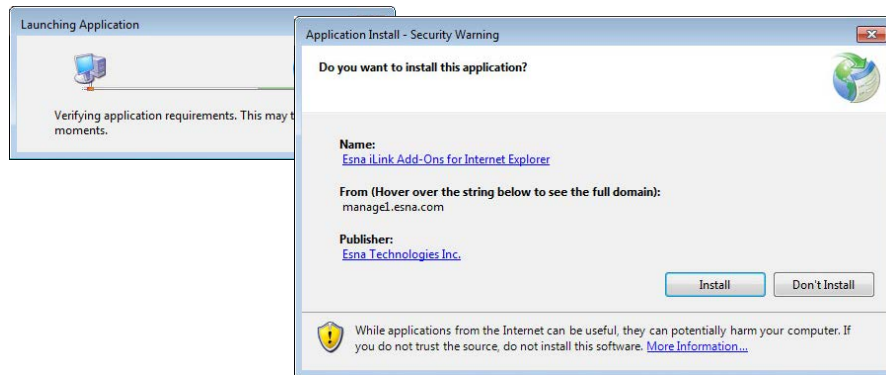 Launching Application
Verifying application requirements. This may t
moments.
Application Install - Security Warning
Do you want to install this application?
Name:
Esna iLink Add-Ons for Internet Explorer
From (Hover over the string below to see the full domain):
manage1.esna.com
Publisher:
Esna Technologies Inc.
Install
Don't Install
While applications from the Internet can be useful, they can potentially harm your computer. If
you do not trust the source, do not install this software. More Information...